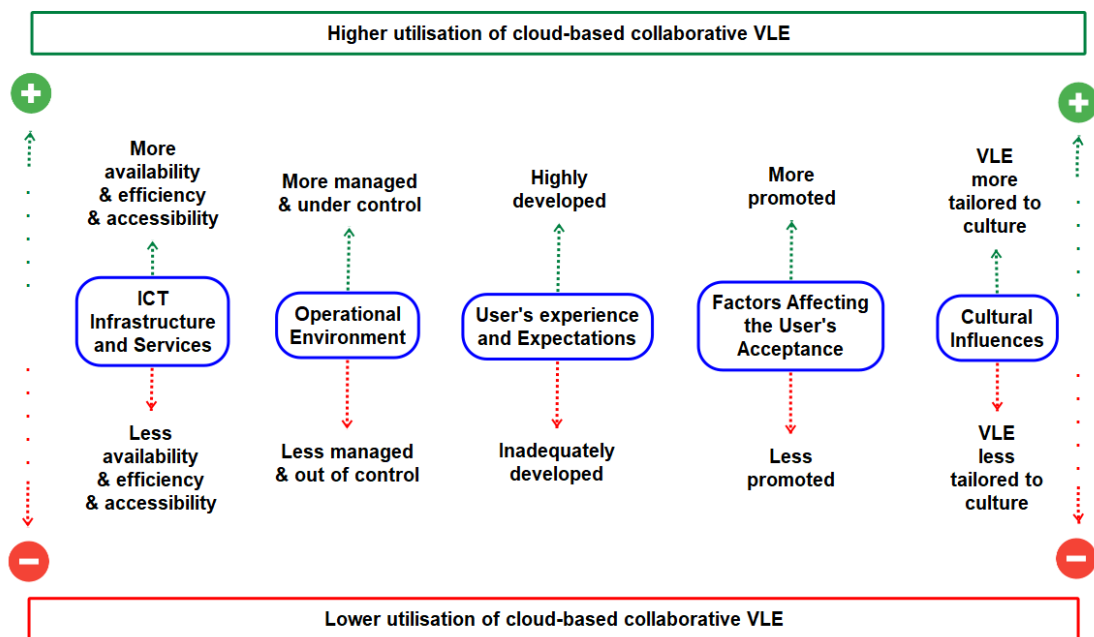 Higher utilisation of cloud-based collaborative VLE
More
availability
& efficiency
& accessibility
More managed
& under control
Highly
developed
More
promoted
VLE
more
tailored to
culture
ICT
Infrastructure
and Services
Operational
Environment
User's experience
and Expectations
Factors Affecting
the User's
Acceptance
Cultural
Influences
Less
availability
& efficiency
& accessibility
Less managed
& out of control
Inadequately
developed
Less
promoted
VLE
less
tailored to
culture
Lower utilisation of cloud-based collaborative VLE